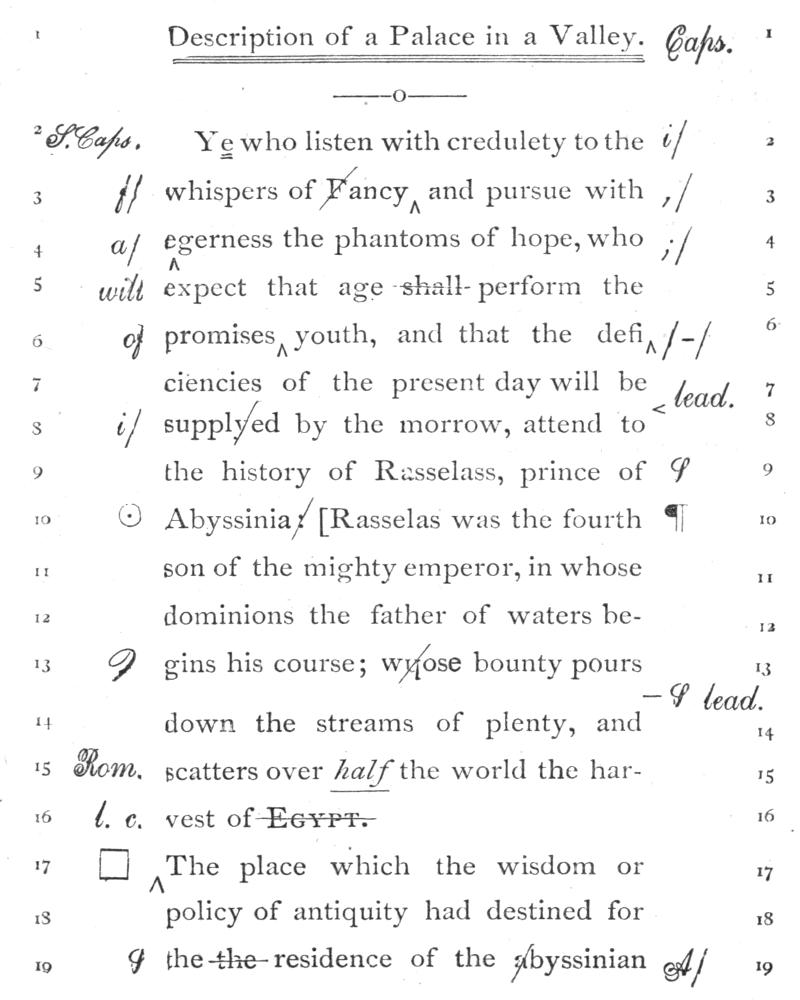 1 Description of a Palace in a Valley. Caps. 1
2 S. Caps. Ye who listen with credulety to the i/ 2
3 f/ whispers of Fancy, and pursue with ,/ 3
4 a/ egerness the phantoms of hope, who ;/ 4
5 will expect that age shall perform the 5
6 of promises youth, and that the defi /-/ 6
7 ciencies of the present day will be 7
< lead.
8 i/ supplyed by the morrow, attend to 8
9 the history of Rasselass, prince of 9
10 ⊙ Abyssinia: [Rasselas was the fourth ¶ 10
11 son of the mighty emperor, in whose 11
12 dominions the father of waters be- 12
13 gins his course; whose bounty pours 13
– lead.
14 down the streams of plenty, and 14
15 Rom. scatters over half the world the har- 15
16 l. c. vest of EGYPT. 16
17 □ The place which the wisdom or 17
18 policy of antiquity had destined for 18
19 the the residence of the abyssinian A/ 19